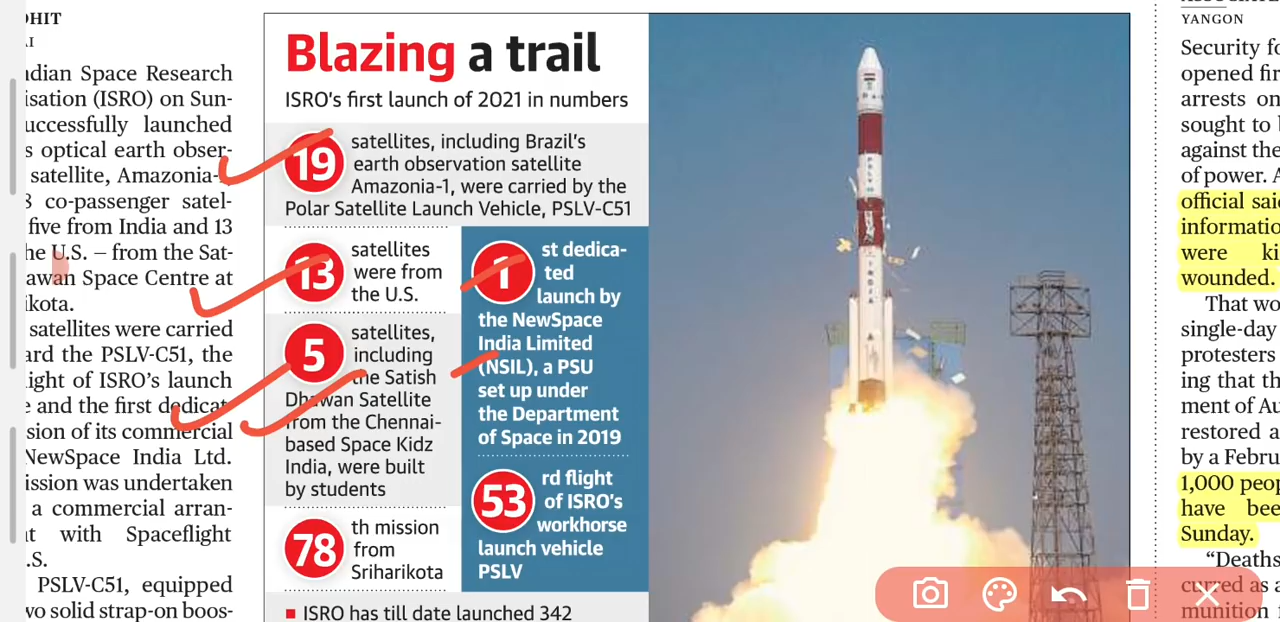 OHIT
AI
ndian Space Research
isation (ISRO) on Sun-
uccessfully launched
s optical earth obser-
satellite, Amazonia-
8 co-passenger satel-
five from India and 13
he U.S. – from the Sat-
awan Space Centre at
ikota.
satellites were carried
ard the PSLV-C51, the
light of ISRO's launch
e and the first dedicat
sion of its commercial
NewSpace India Ltd.
ission was undertaken
a commercial arran-
t with Spaceflight
.S.
PSLV-C51, equipped
wo solid strap-on boos-
Blazing a trail
ISRO's first launch of 2021 in numbers
19 satellites, including Brazil's
earth observation satellite
Amazonia-1, were carried by the
Polar Satellite Launch Vehicle, PSLV-C51
13 satellites
were from
the U.S.
5 satellites,
including
the Satish
Dhawan Satellite
from the Chennai-
based Space Kidz
India, were built
by students
78 th mission
from
Sriharikota
1 st dedica-
ted
launch by
the NewSpace
India Limited
(NSIL), a PSU
set up under
the Department
of Space in 2019
53 rd flight
of ISRO's
workhorse
launch vehicle
PSLV
ISRO has till date launched 342
PSLV
INDIA
YANGON
Security fo
opened fir
arrests on
sought to
against the
of power. A
official said
informatio
were ki
wounded.
That wo
single-day
protesters
ing that th
ment of Au
restored a
by a Febru
1,000 peop
have bee
Sunday.
"Deaths
curred as a
munition